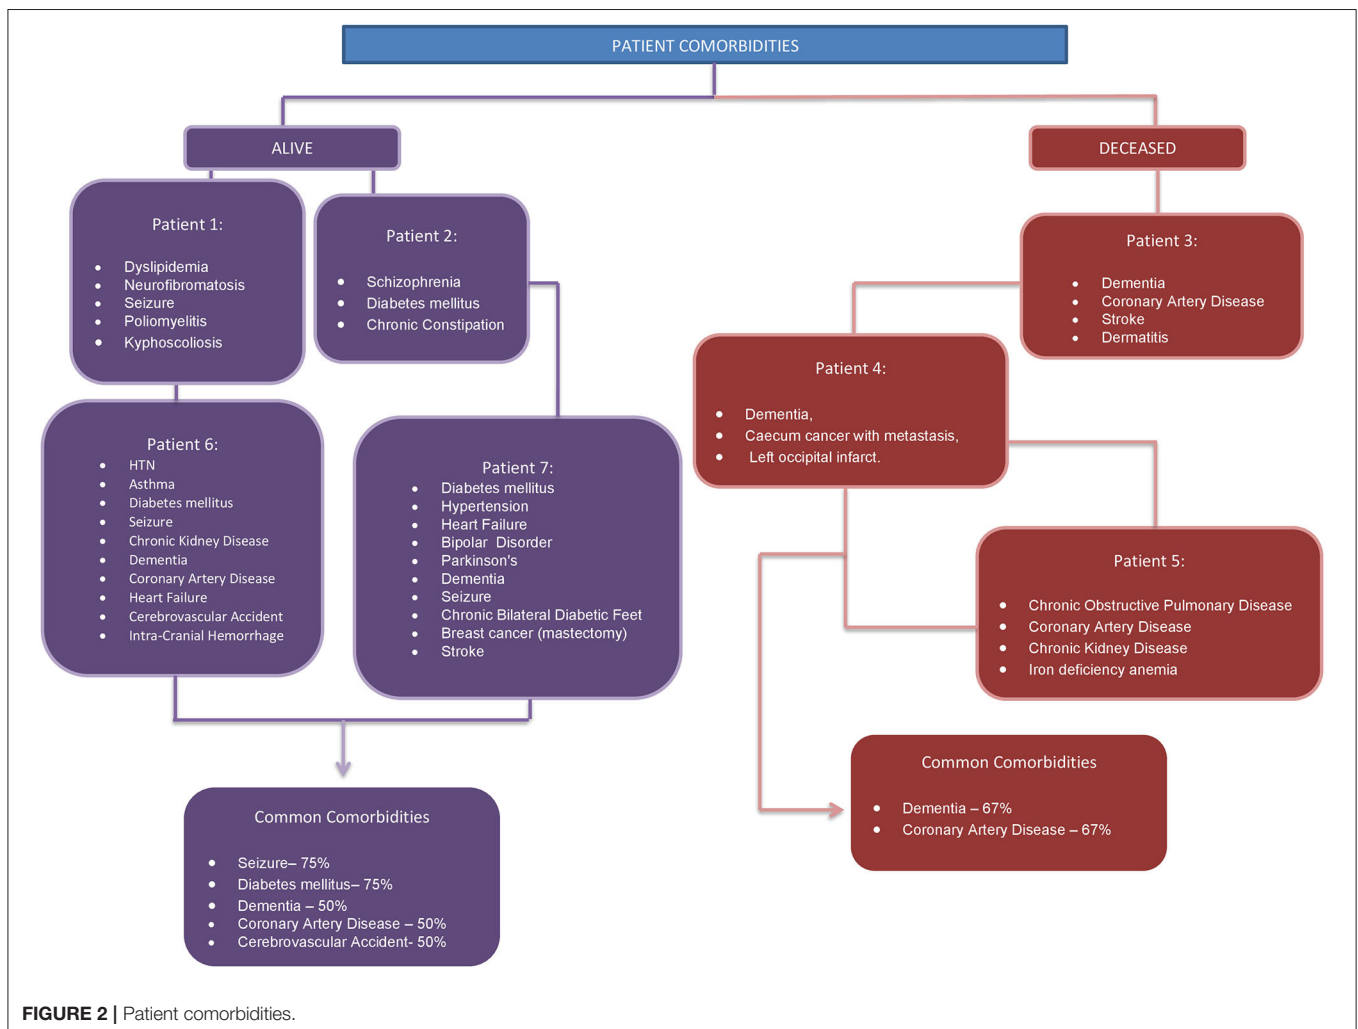 PATIENT COMORBIDITIES
ALIVE
DECEASED
Patient 1:
• Dyslipidemia
• Neurofibromatosis
• Seizure
• Poliomyelitis
• Kyphoscoliosis
Patient 2:
• Schizophrenia
• Diabetes mellitus
• Chronic Constipation
Patient 3:
• Dementia
• Coronary Artery Disease
• Stroke
• Dermatitis
Patient 4:
• Dementia,
• Caecum cancer with metastasis,
• Left occipital infarct.
Patient 6:
• HTN
• Asthma
• Diabetes mellitus
• Seizure
• Chronic Kidney Disease
• Dementia
• Coronary Artery Disease
• Heart Failure
• Cerebrovascular Accident
• Intra-Cranial Hemorrhage
Patient 7:
• Diabetes mellitus
• Hypertension
• Heart Failure
• Bipolar Disorder
• Parkinson's
• Dementia
• Seizure
• Chronic Bilateral Diabetic Feet
• Breast cancer (mastectomy)
• Stroke
Patient 5:
• Chronic Obstructive Pulmonary Disease
• Coronary Artery Disease
• Chronic Kidney Disease
• Iron deficiency anemia
Common Comorbidities
• Seizure– 75%
• Diabetes mellitus– 75%
• Dementia – 50%
• Coronary Artery Disease – 50%
• Cerebrovascular Accident- 50%
Common Comorbidities
• Dementia – 67%
• Coronary Artery Disease – 67%
FIGURE 2 | Patient comorbidities.